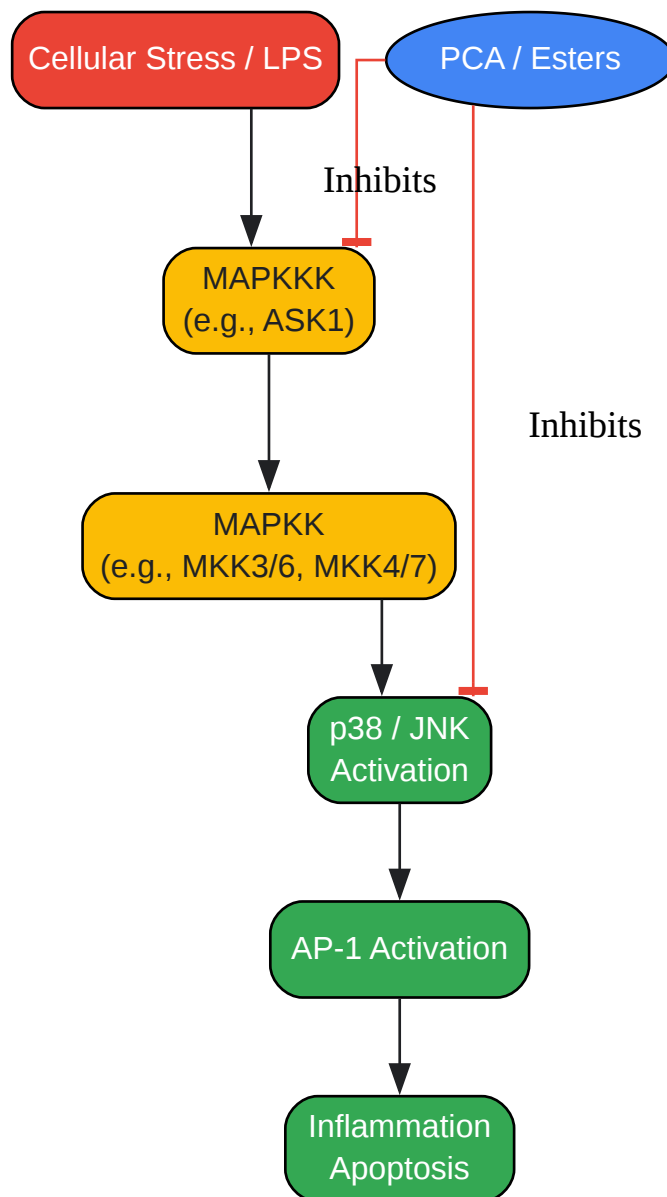 Cellular Stress / LPS
PCA / Esters
Inhibits
MAPKKK
(e.g., ASK1)
Inhibits
MAPKK
(e.g., MKK3/6, MKK4/7)
p38 / JNK
Activation
AP-1 Activation
Inflammation
Apoptosis